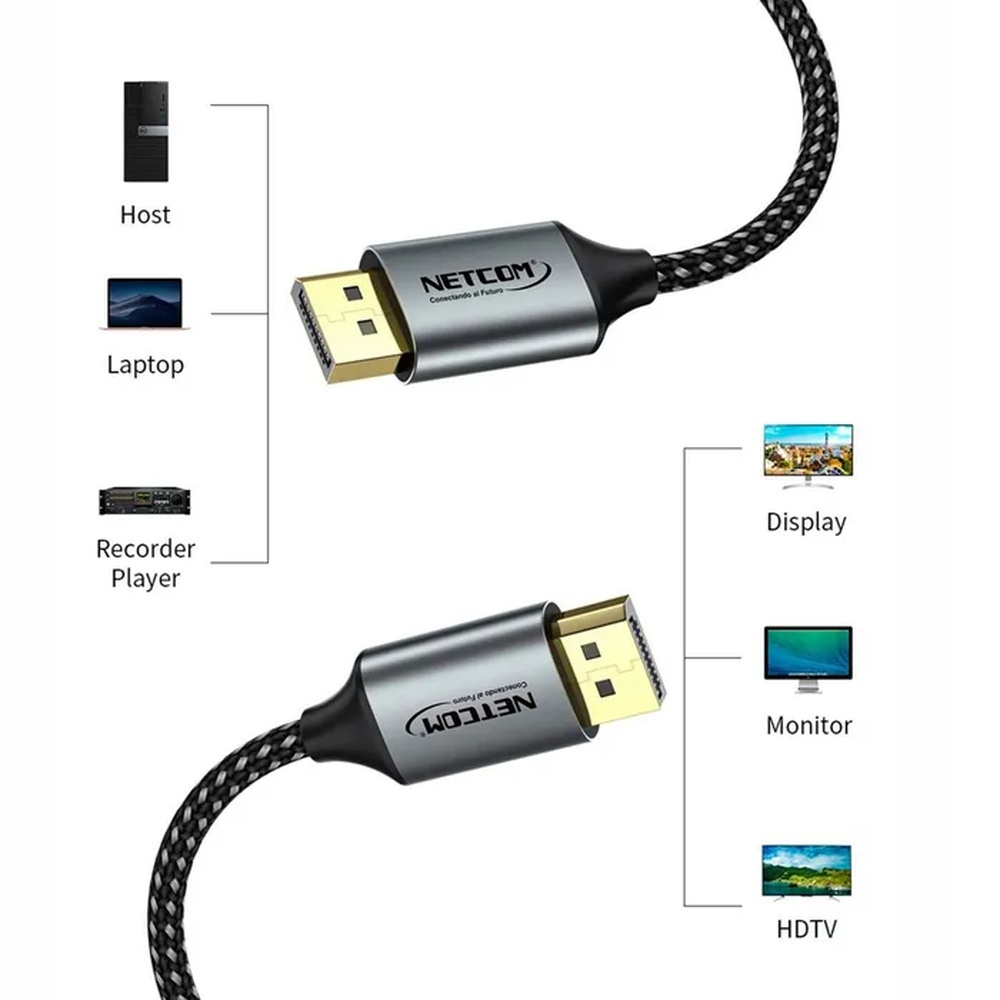 Host
Laptop
Recorder
Player
NETCOM®
Conectando al Futuro
Display
Monitor
HDTV
NETCOM®
Conectando al Futuro